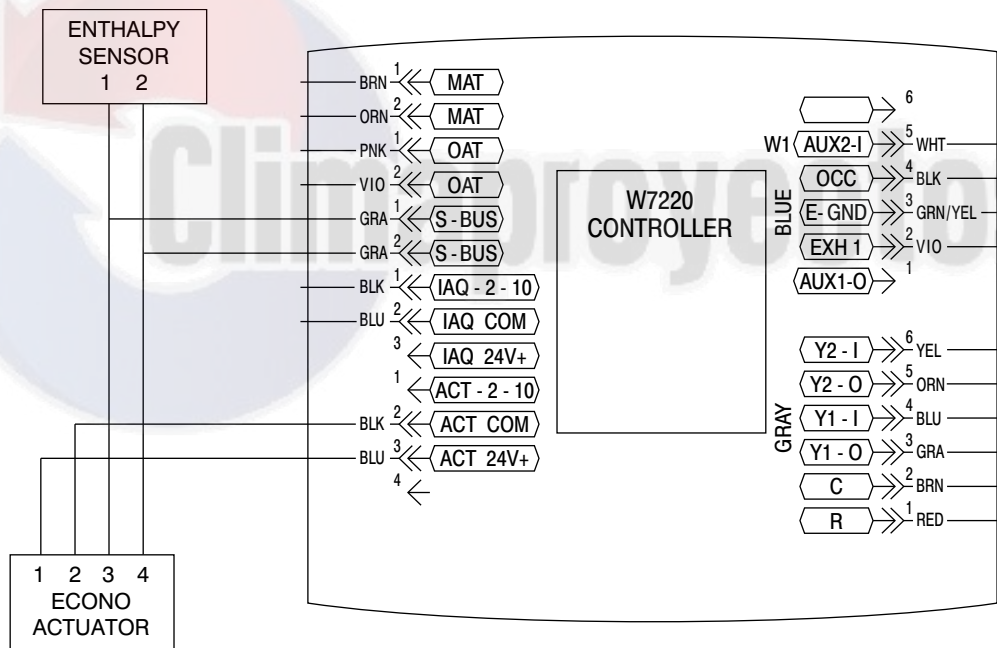 ENTHALPY
SENSOR
1 2
BRN 1 MAT
ORN 2 MAT
PNK 1 OAT
VIO 2 OAT
GRA 1 S-BUS
GRA 2 S-BUS
BLK 1 IAQ-2-10
BLU 2 IAQ COM
3 IAQ 24V+
1 ACT-2-10
BLK 2 ACT COM
BLU 3 ACT 24V+
4
W7220
CONTROLLER
BLUE
6
W1 AUX2-I 5 WHT
OCC 4 BLK
E-GND 3 GRN/YEL
EXH 1 2 VIO
AUX1-O 1
GRAY
Y2-I 6 YEL
Y2-O 5 ORN
Y1-I 4 BLU
Y1-O 3 GRA
C 2 BRN
R 1 RED
1 2 3 4
ECONO
ACTUATOR
Climaproyecto